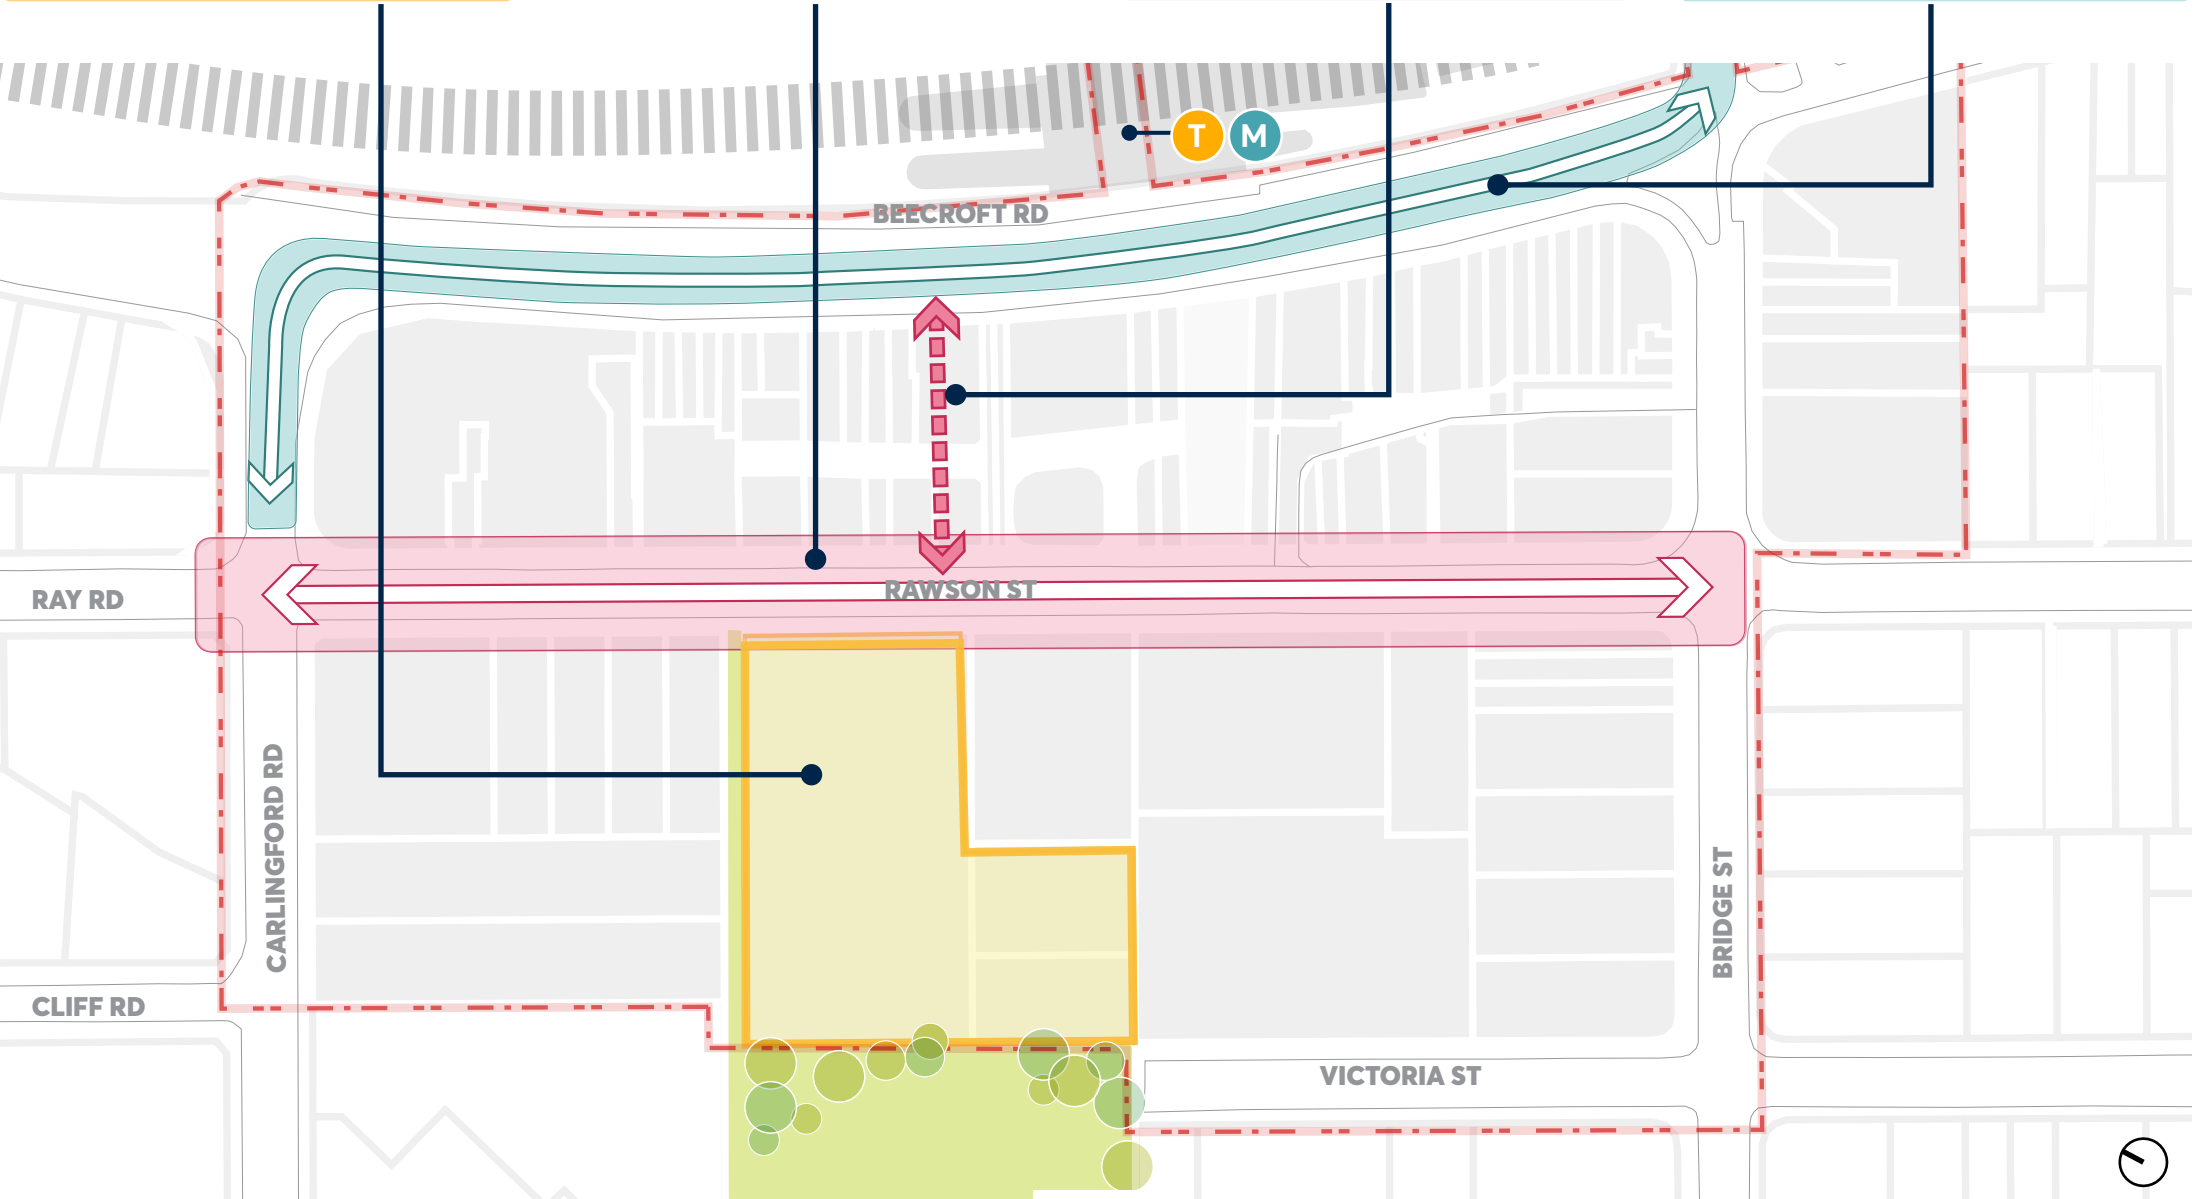 T
M
BEECROFT RD
RAY RD
RAWSON ST
CARLINGFORD RD
BRIDGE ST
CLIFF RD
VICTORIA ST